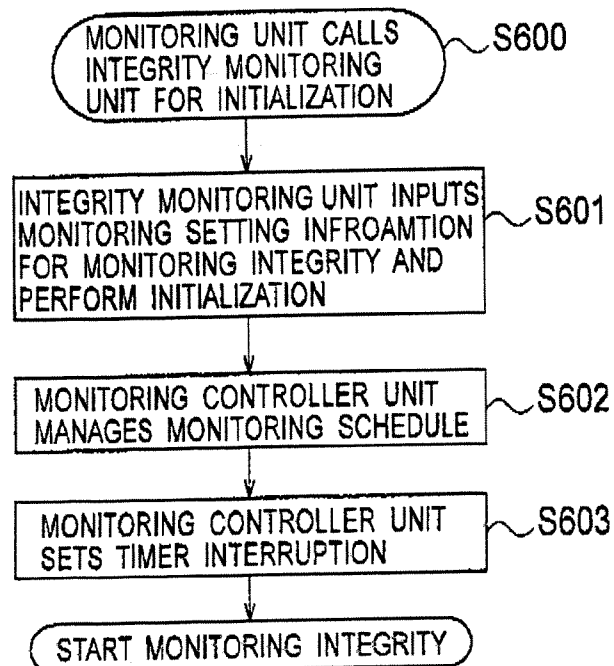 MONITORING UNIT CALLS
INTEGRITY MONITORING
UNIT FOR INITIALIZATION
S600
INTEGRITY MONITORING UNIT INPUTS
MONITORING SETTING INFROAMTION
FOR MONITORING INTEGRITY AND
PERFORM INITIALIZATION
S601
MONITORING CONTROLLER UNIT
MANAGES MONITORING SCHEDULE
S602
MONITORING CONTROLLER UNIT
SETS TIMER INTERRUPTION
S603
START MONITORING INTEGRITY